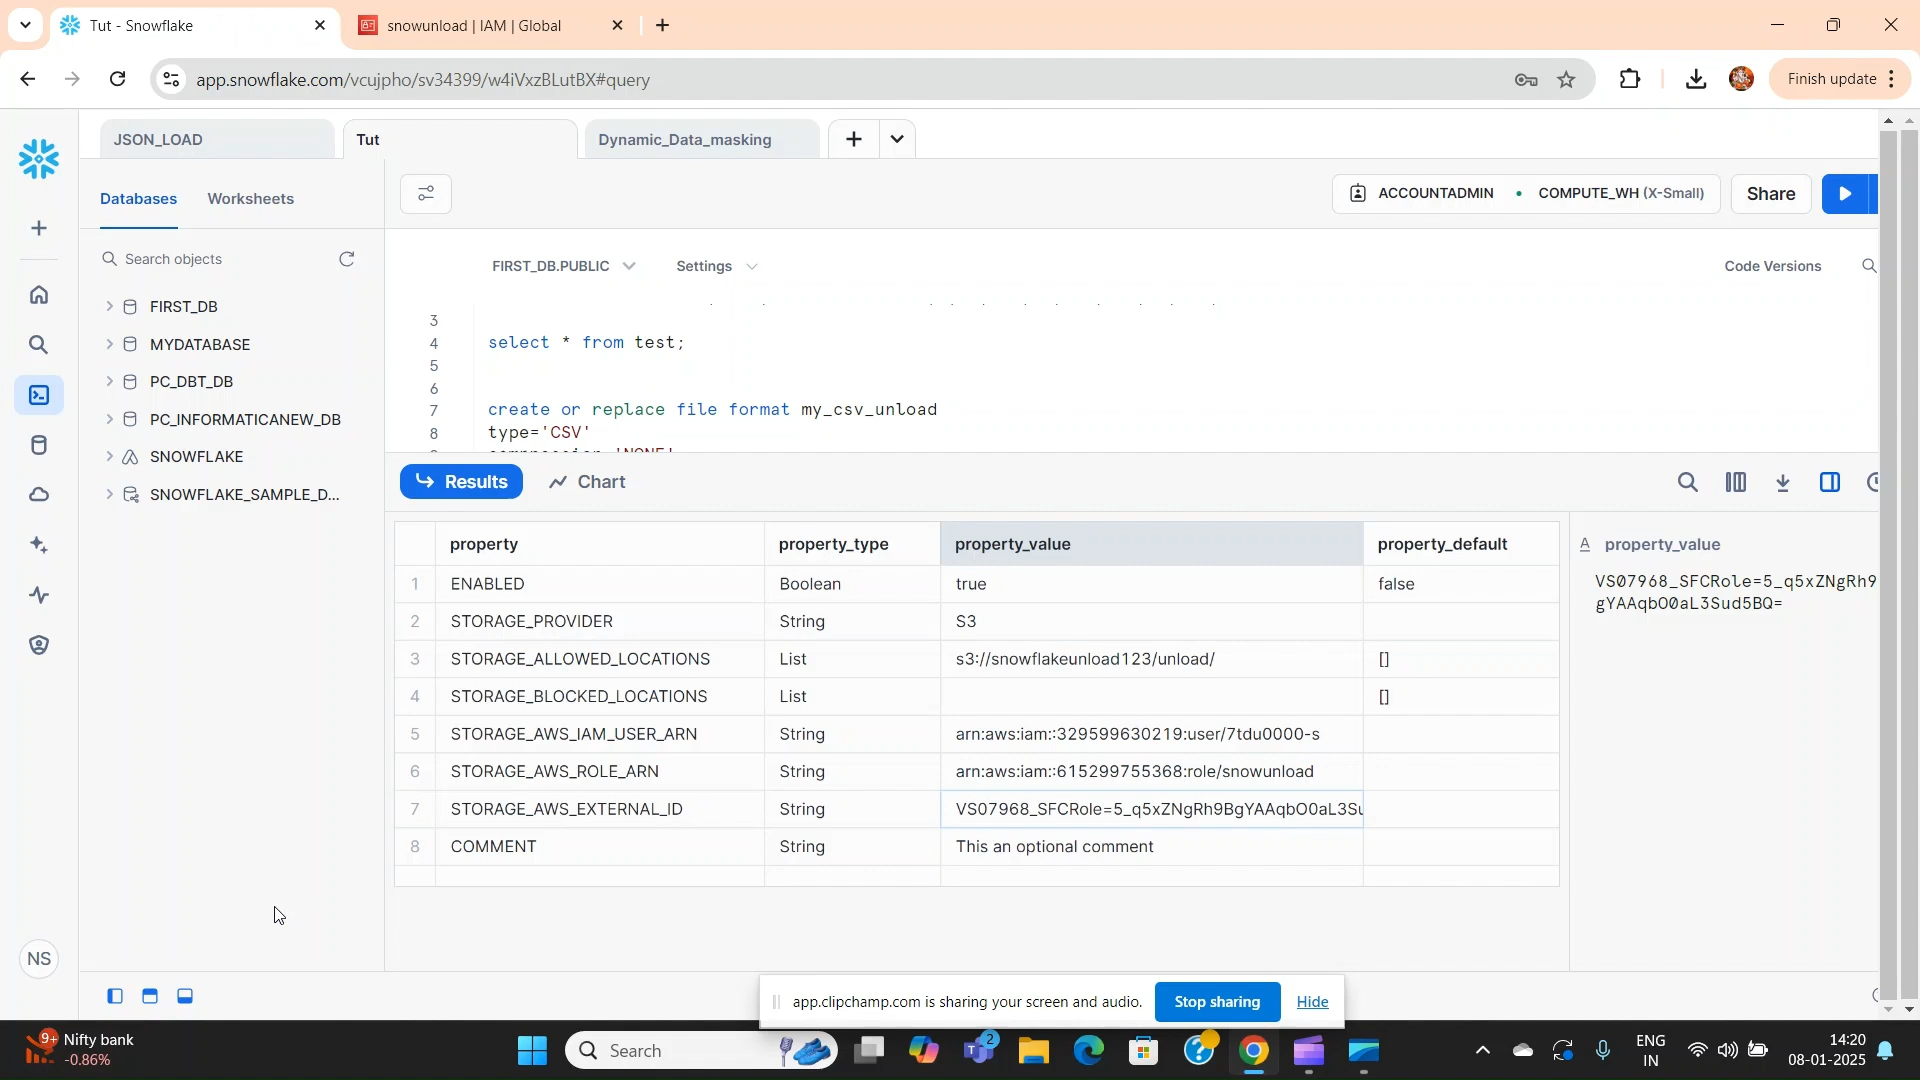 Tut - Snowflake
snowunload | IAM | Global
app.snowflake.com/vcujpho/sv34399/w4iVxzBLutBX#query
Finish update
JSON_LOAD
Tut
Dynamic_Data_masking
Databases
Worksheets
ACCOUNTADMIN
COMPUTE_WH (X-Small)
Share
Search objects
FIRST_DB.PUBLIC
Settings
Code Versions
FIRST_DB
MYDATABASE
PC_DBT_DB
PC_INFORMATICANEW_DB
SNOWFLAKE
SNOWFLAKE_SAMPLE_D...
3
4 select * from test;
5
6
7 create or replace file format my_csv_unload
8 type='CSV'
Results
Chart
property property_type property_value property_default
1 ENABLED Boolean true false
2 STORAGE_PROVIDER String S3
3 STORAGE_ALLOWED_LOCATIONS List s3://snowflakeunload123/unload/ []
4 STORAGE_BLOCKED_LOCATIONS List []
5 STORAGE_AWS_IAM_USER_ARN String arn:aws:iam::329599630219:user/7tdu0000-s
6 STORAGE_AWS_ROLE_ARN String arn:aws:iam::615299755368:role/snowunload
7 STORAGE_AWS_EXTERNAL_ID String VS07968_SFCRole=5_q5xZNgRh9BgYAAqbO0aL3Su
8 COMMENT String This an optional comment
A property_value
VS07968_SFCRole=5_q5xZNgRh9
gYAAqbO0aL3Sud5BQ=
NS
app.clipchamp.com is sharing your screen and audio.
Stop sharing
Hide
9+
Nifty bank
-0.86%
Search
2
ENG
IN
14:20
08-01-2025